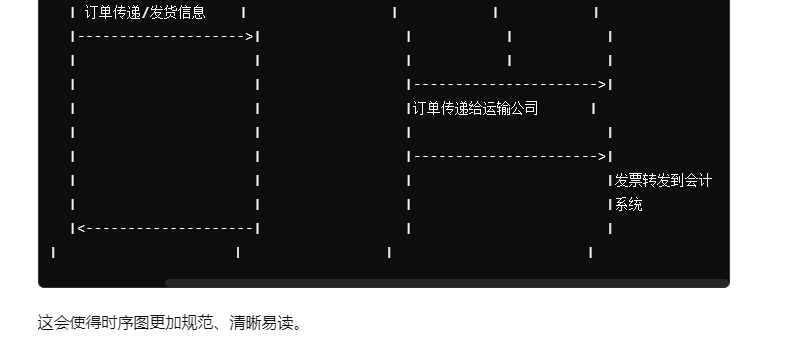 | 订单传递/发货信息 | | | |
|-------------------->| | | |
| | | | |
| | |---------------------->|
| | |订单传递给运输公司 |
| | | |
| | |---------------------->|
| | | |发票转发到会计
| | | |系统
|<--------------------| | |
| | | |
这会使得时序图更加规范、清晰易读。